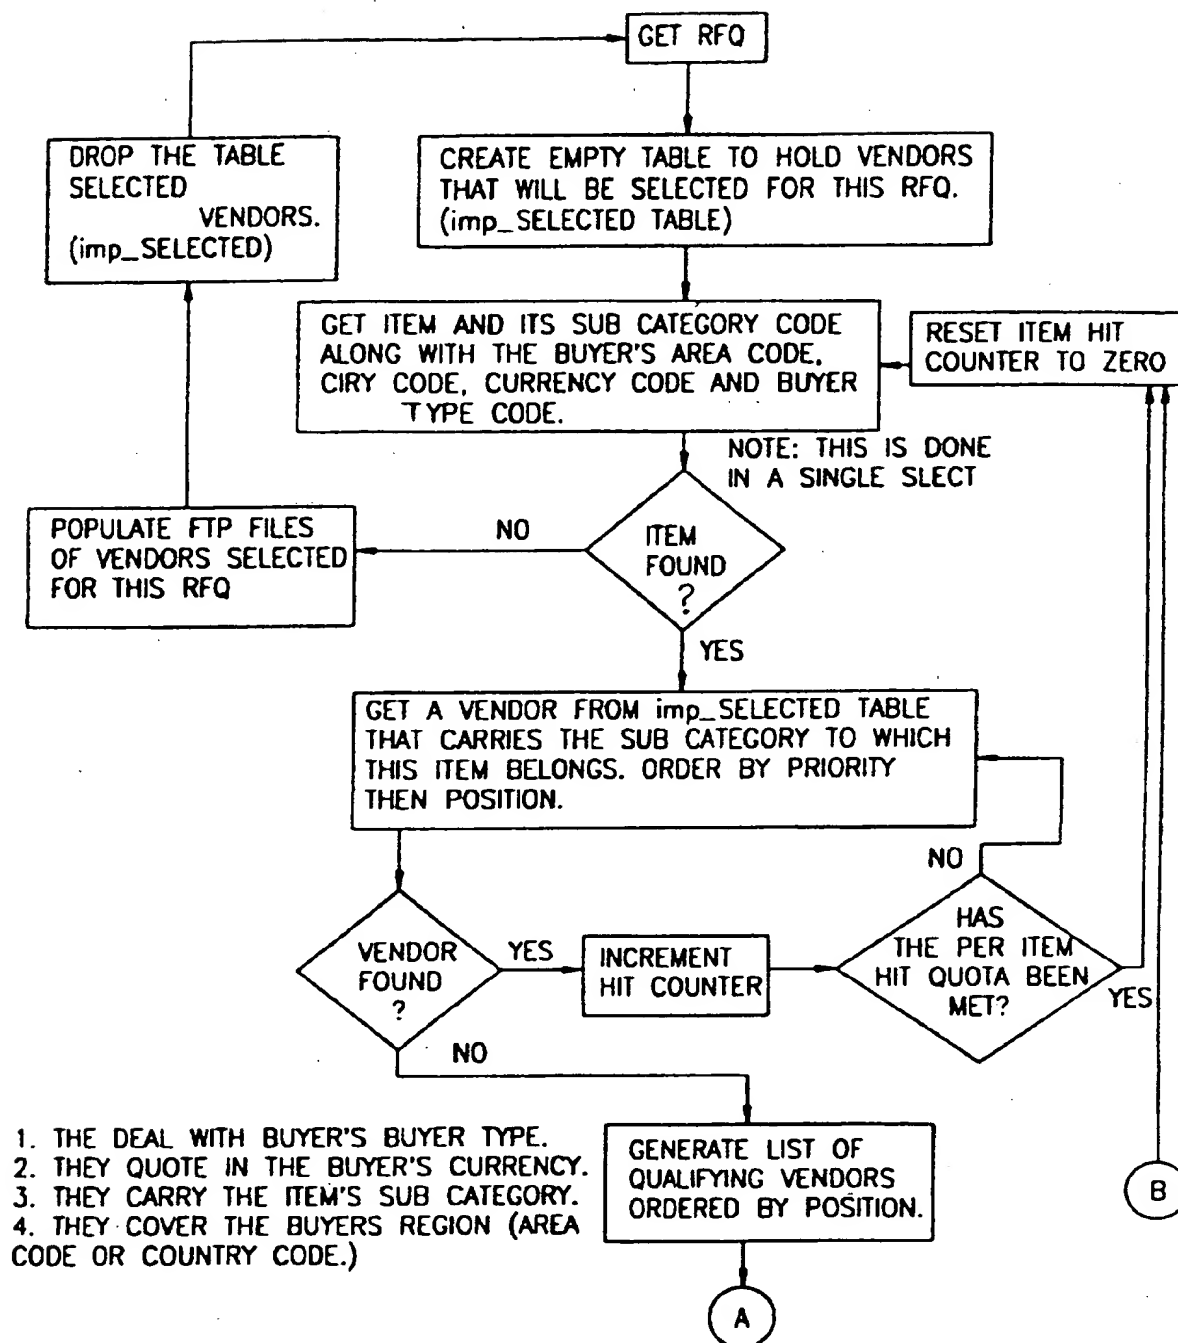 GET RFQ
DROP THE TABLE
SELECTED
VENDORS.
(imp_SELECTED)
CREATE EMPTY TABLE TO HOLD VENDORS
THAT WILL BE SELECTED FOR THIS RFQ.
(imp_SELECTED TABLE)
GET ITEM AND ITS SUB CATEGORY CODE
ALONG WITH THE BUYER'S AREA CODE,
CIRY CODE, CURRENCY CODE AND BUYER
TYPE CODE.
RESET ITEM HIT
COUNTER TO ZERO
NOTE: THIS IS DONE
IN A SINGLE SLECT
POPULATE FTP FILES
OF VENDORS SELECTED
FOR THIS RFQ
NO
ITEM
FOUND
?
YES
GET A VENDOR FROM imp_SELECTED TABLE
THAT CARRIES THE SUB CATEGORY TO WHICH
THIS ITEM BELONGS. ORDER BY PRIORITY
THEN POSITION.
NO
VENDOR
FOUND
?
YES
INCREMENT
HIT COUNTER
HAS
THE PER ITEM
HIT QUOTA BEEN
MET?
YES
NO
1. THE DEAL WITH BUYER'S BUYER TYPE.
2. THEY QUOTE IN THE BUYER'S CURRENCY.
3. THEY CARRY THE ITEM'S SUB CATEGORY.
4. THEY COVER THE BUYERS REGION (AREA
CODE OR COUNTRY CODE.)
GENERATE LIST OF
QUALIFYING VENDORS
ORDERED BY POSITION.
B
A